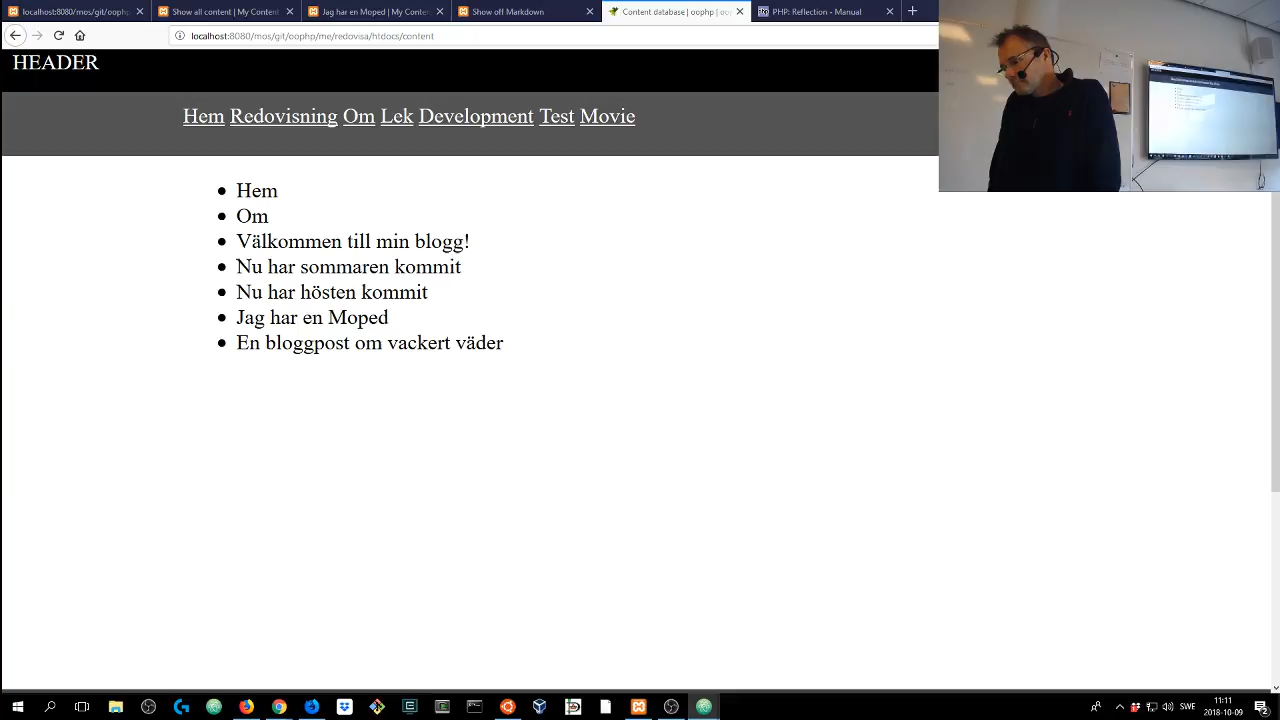 localhost:8080/mos/git/oophp
Show all content | My Content
Jag har en Moped | My Conten
Show off Markdown
Content database | oophp | oo
PHP: Reflection - Manual
localhost:8080/mos/git/oophp/me/redovisa/htdocs/content
HEADER
Hem Redovisning Om Lek Development Test Movie
Hem
Om
Välkommen till min blogg!
Nu har sommaren kommit
Nu har hösten kommit
Jag har en Moped
En bloggpost om vackert väder
SWE
11:11
2018-10-09